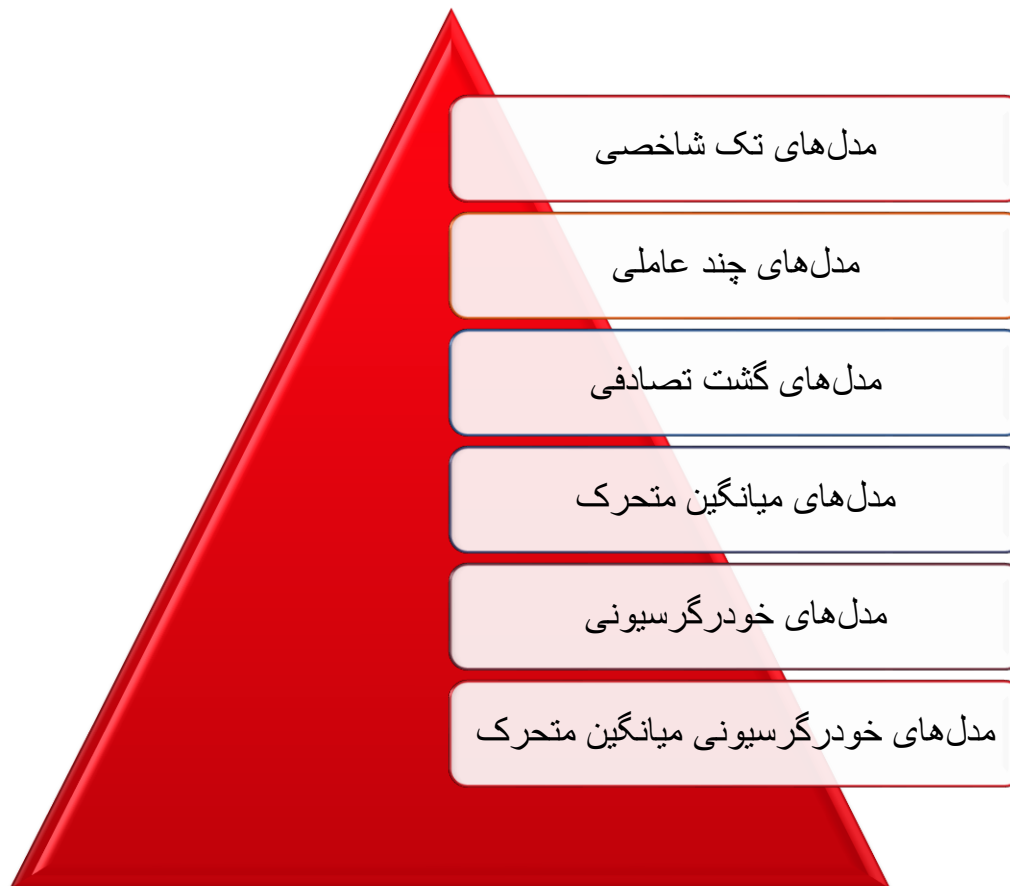 مدل‌های تک شاخصی
مدل‌های چند عاملی
مدل‌های گشت تصادفی
مدل‌های میانگین متحرک
مدل‌های خودرگرسیونی
مدل‌های خودرگرسیونی میانگین متحرک